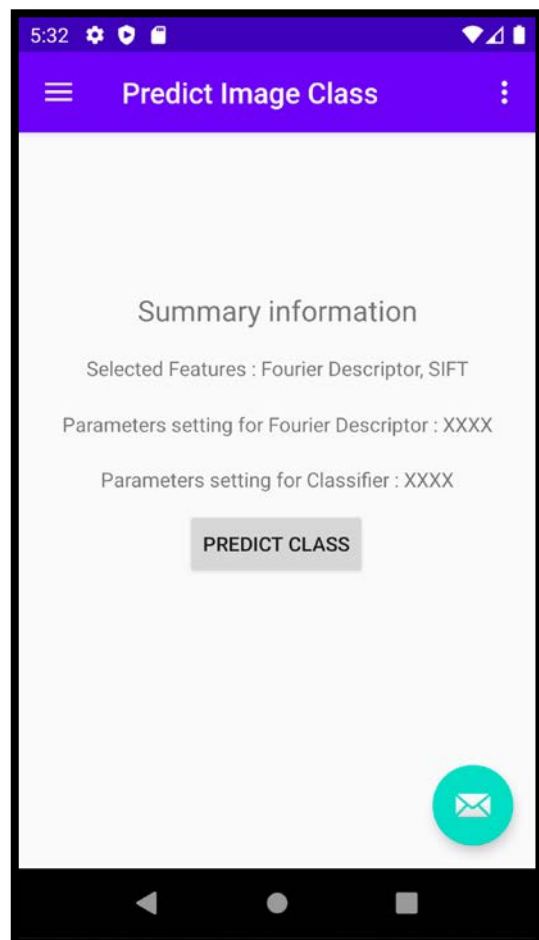 5:32
Predict Image Class
Summary information
Selected Features : Fourier Descriptor, SIFT
Parameters setting for Fourier Descriptor : XXXX
Parameters setting for Classifier : XXXX
PREDICT CLASS